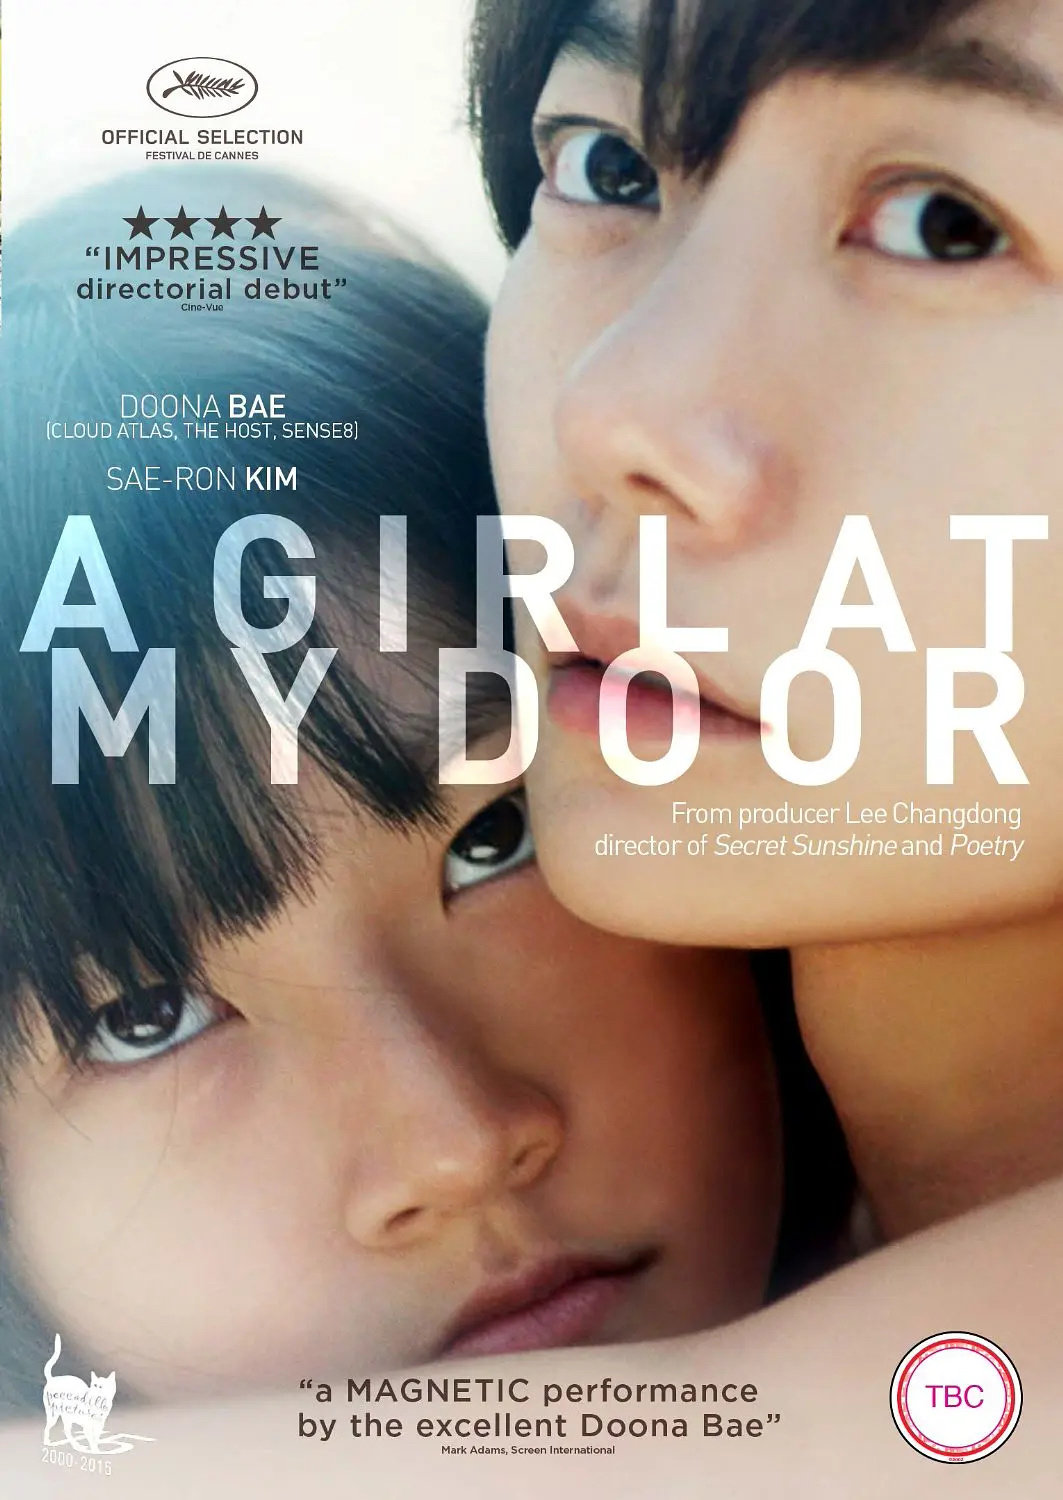 OFFICIAL SELECTION
FESTIVAL DE CANNES
“IMPRESSIVE
directorial debut”
Cine-Vue
DOONA BAE
(CLOUD ATLAS, THE HOST, SENSE8)
SAE-RON KIM
A GIRL AT
MY DOOR
From producer Lee Changdong
director of Secret Sunshine and Poetry
“a MAGNETIC performance
by the excellent Doona Bae”
Mark Adams, Screen International
peccadillo
pictures
2000-2015
TBC